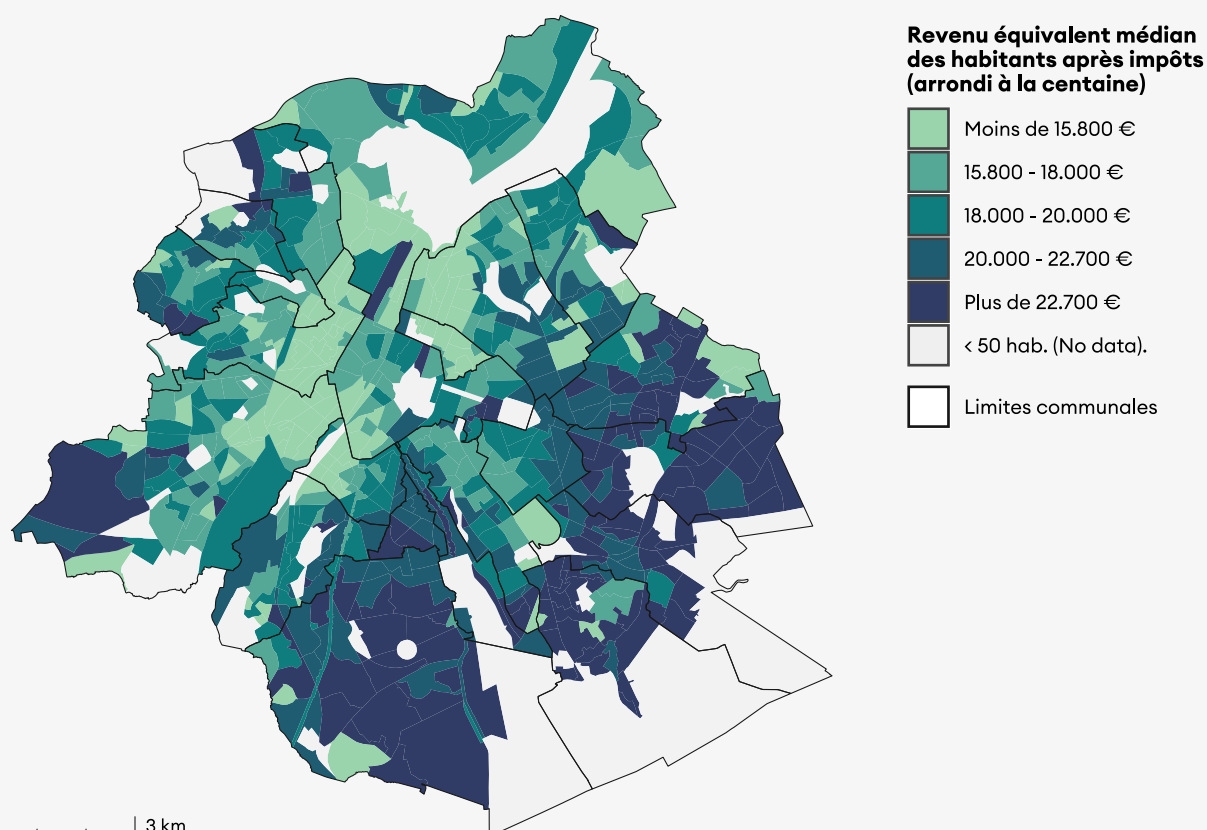 Revenu équivalent médian
des habitants après impôts
(arrondi à la centaine)
Moins de 15.800 €
15.800 - 18.000 €
18.000 - 20.000 €
20.000 - 22.700 €
Plus de 22.700 €
< 50 hab. (No data).
Limites communales
3 km